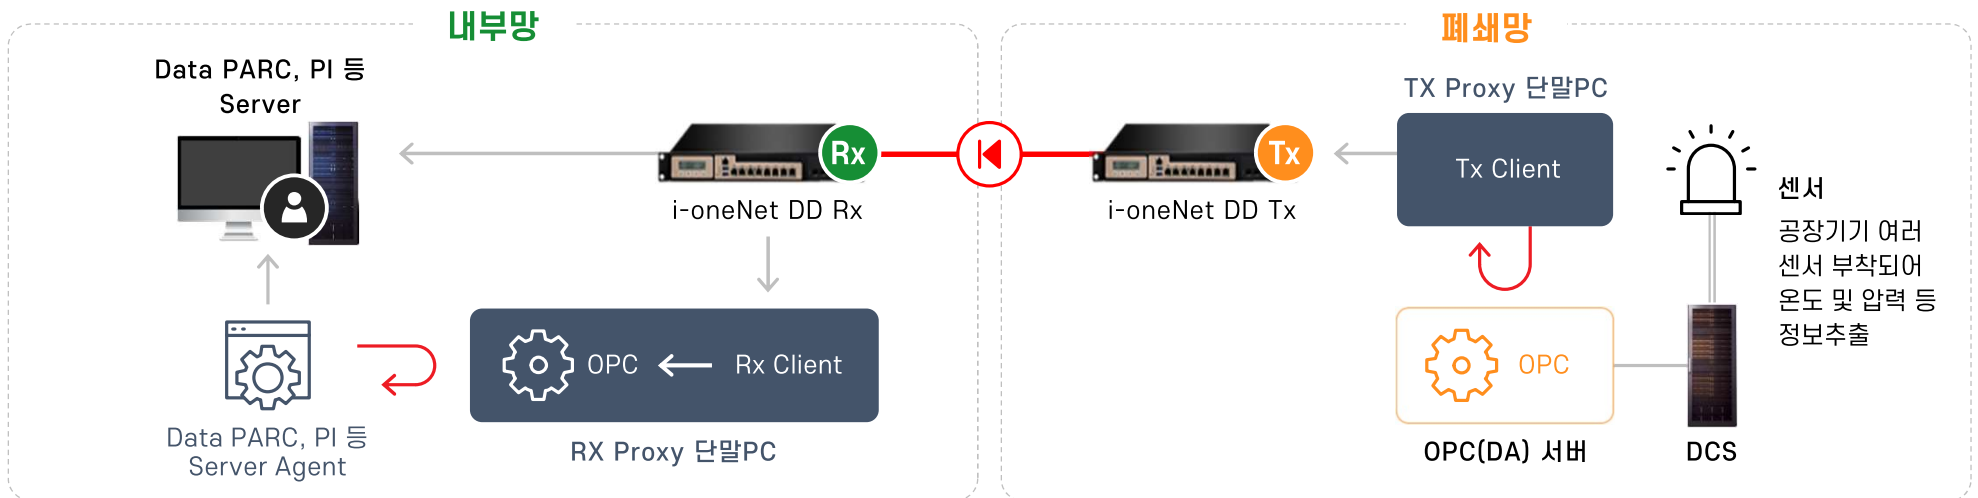 내부망
폐쇄망
Data PARC, PI 등
Server
Rx
i-oneNet DD Rx
Tx
i-oneNet DD Tx
TX Proxy 단말PC
Tx Client
센서
공장기기 여러
센서 부착되어
온도 및 압력 등
정보추출
Data PARC, PI 등
Server Agent
OPC
Rx Client
RX Proxy 단말PC
OPC
OPC(DA) 서버
DCS